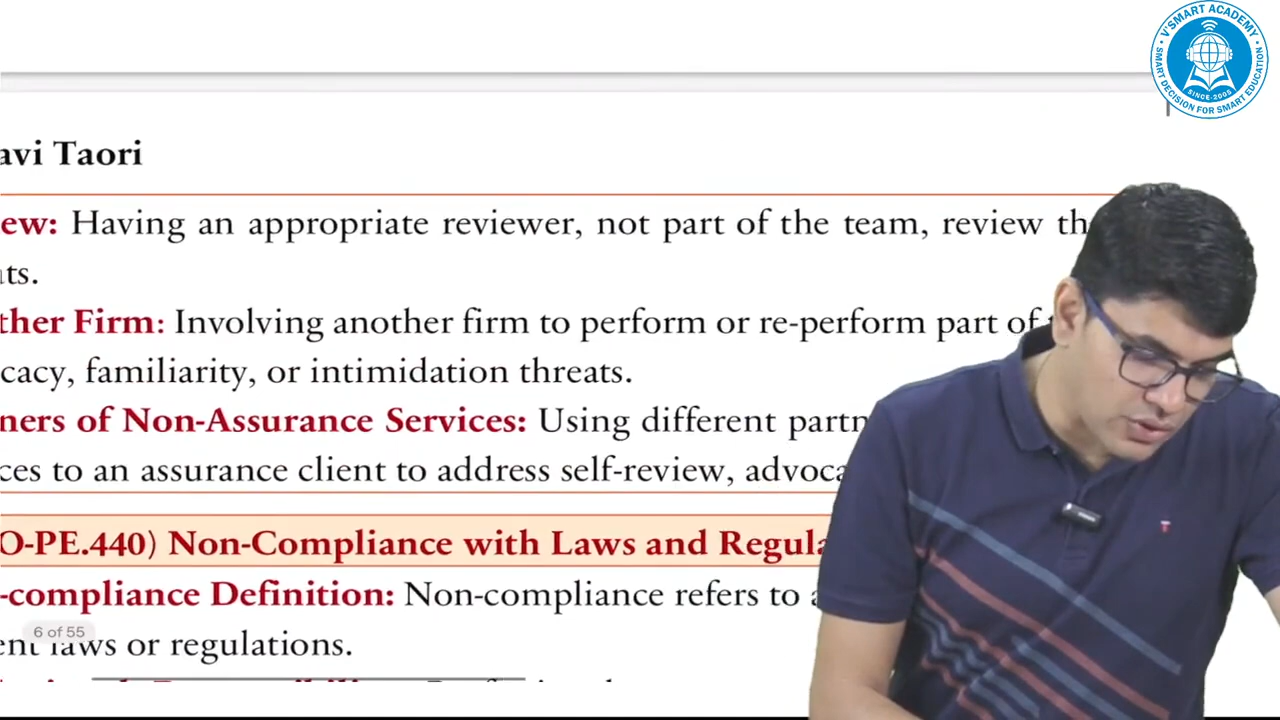 V'SMART ACADEMY
SINCE-2005
SMART DECISION FOR SMART EDUCATION
avi Taori
ew: Having an appropriate reviewer, not part of the team, review th
ts.
ther Firm: Involving another firm to perform or re-perform part of
cacy, familiarity, or intimidation threats.
ners of Non-Assurance Services: Using different partn
ces to an assurance client to address self-review, advoca
O-PE.440) Non-Compliance with Laws and Regula
-compliance Definition: Non-compliance refers to a
6 of 55
ent laws or regulations.